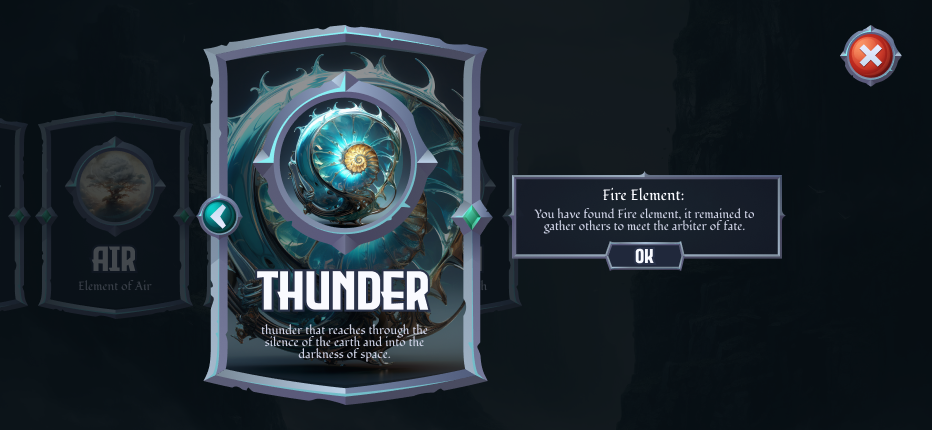 AIR
Element of Air
THUNDER
thunder that reaches through the
silence of the earth and into the
darkness of space.
Fire Element:
You have found Fire element, it remained to
gather others to meet the arbiter of fate.
OK